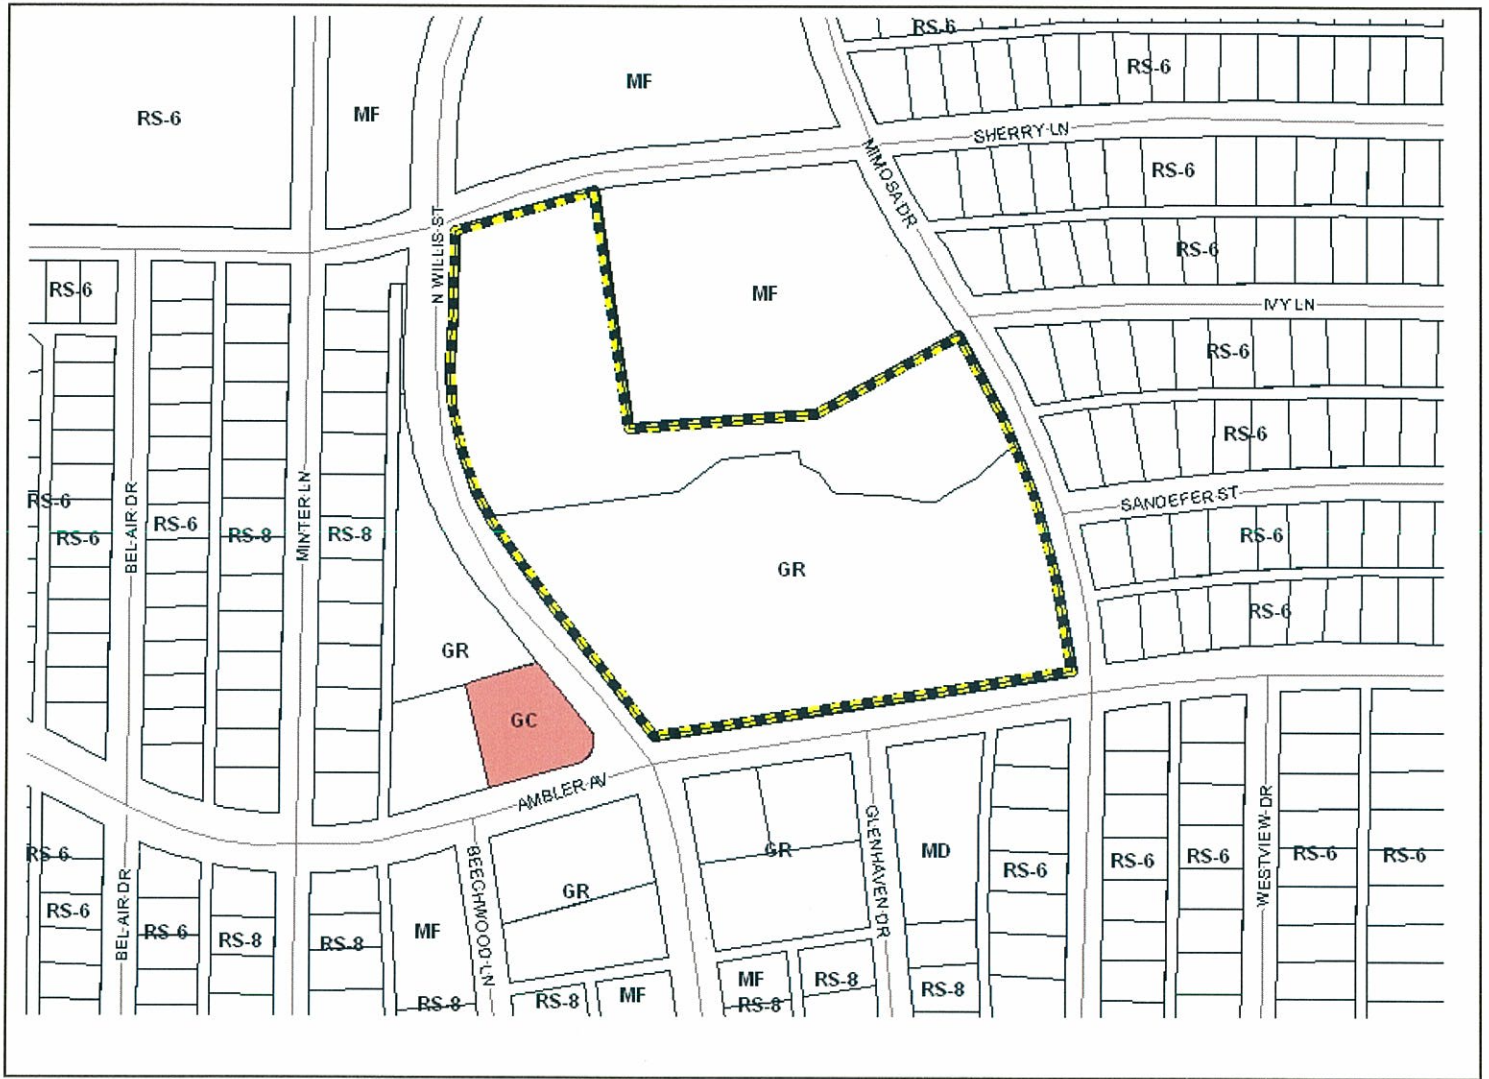 RS-6
MF
RS-6
RS-6
MF
SHERRY LN
MIMOSA DR
RS-6
N WILLIS ST
RS-6
RS-6
MF
IVY LN
RS-6
RS-6
RS-6
BEL-AIR DR
RS-6
RS-6
RS-8
MINTER LN
RS-8
SANDEFER ST
RS-6
GR
RS-6
GR
GC
AMBLER AV
RS-6
BEL-AIR DR
RS-6
RS-6
RS-8
RS-8
MF
BEECHWOOD LN
GR
GR
GLENHAVEN DR
MD
RS-6
RS-6
RS-6
WESTVIEW DR
RS-6
RS-6
RS-8
RS-8
MF
MF
RS-8
RS-8
RS-8